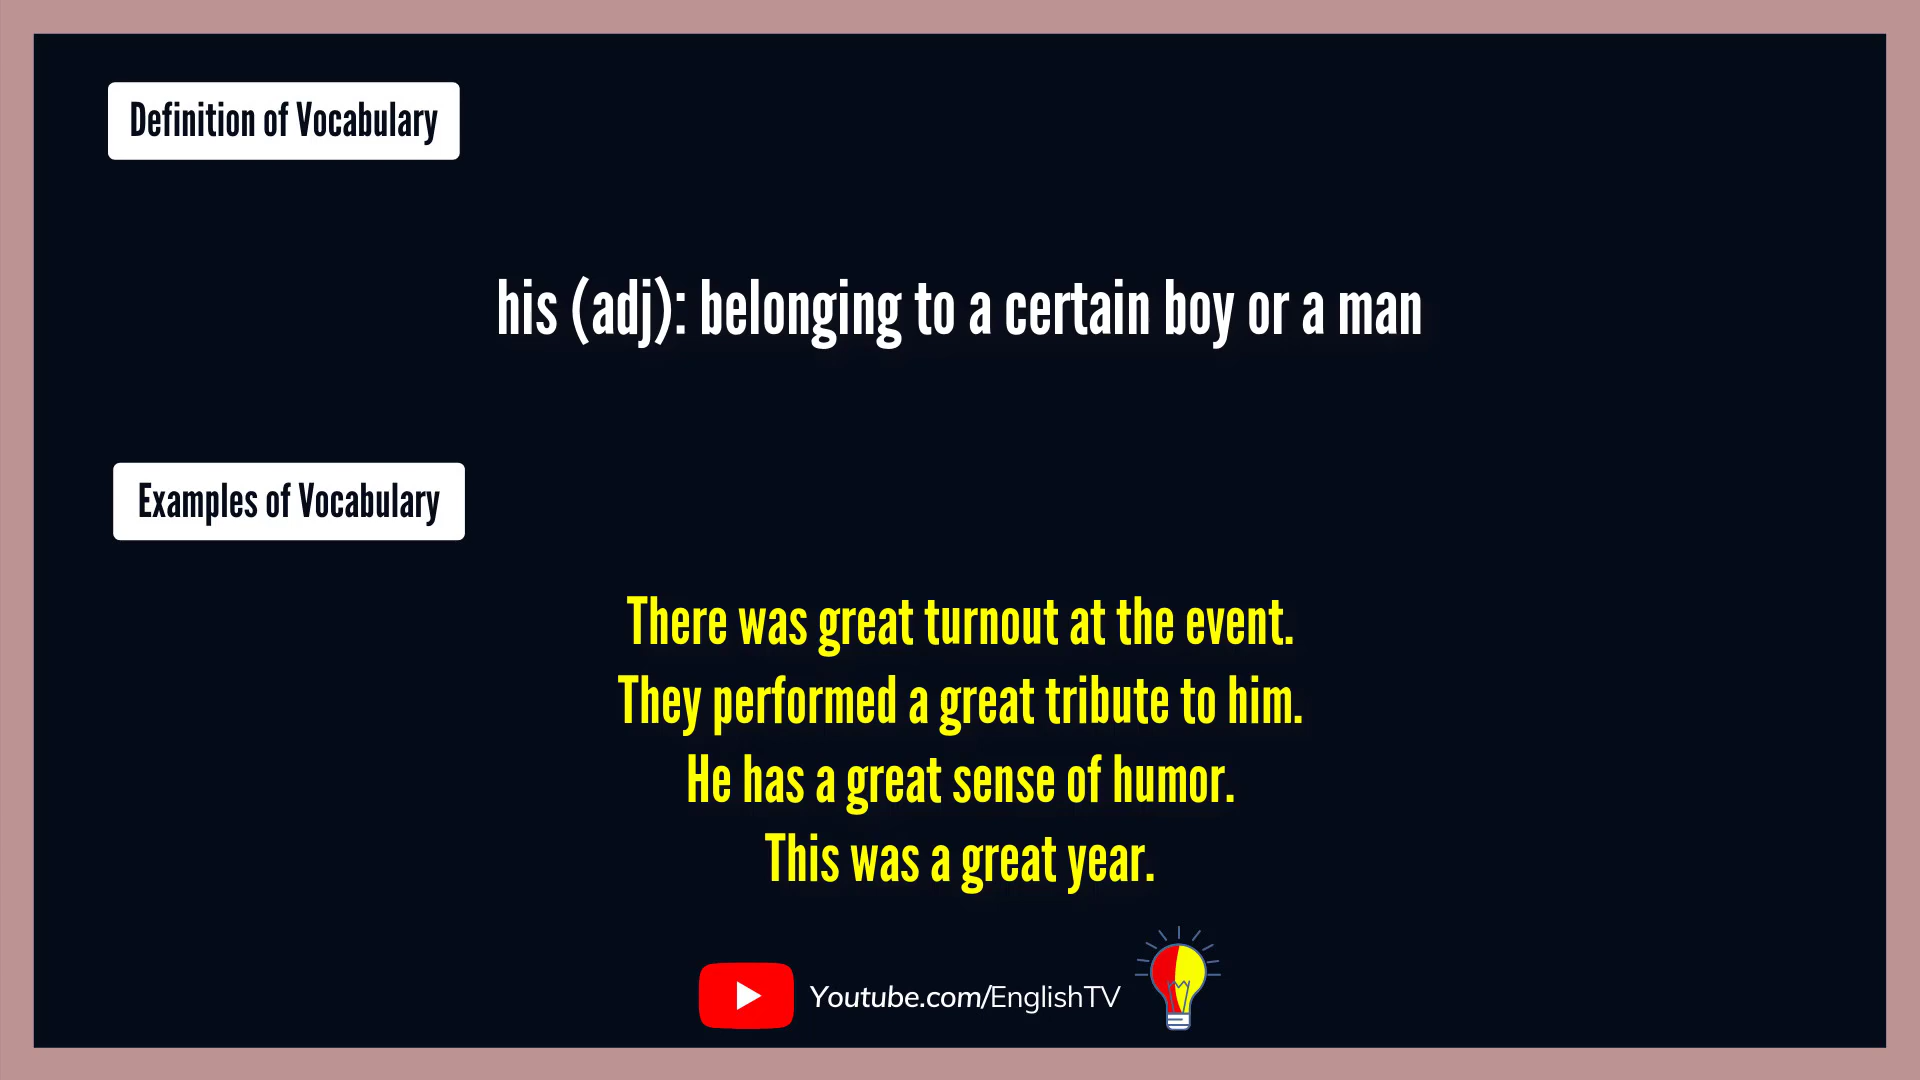 Definition of Vocabulary
his (adj): belonging to a certain boy or a man
Examples of Vocabulary
There was great turnout at the event.
They performed a great tribute to him.
He has a great sense of humor.
This was a great year.
Youtube.com/EnglishTV